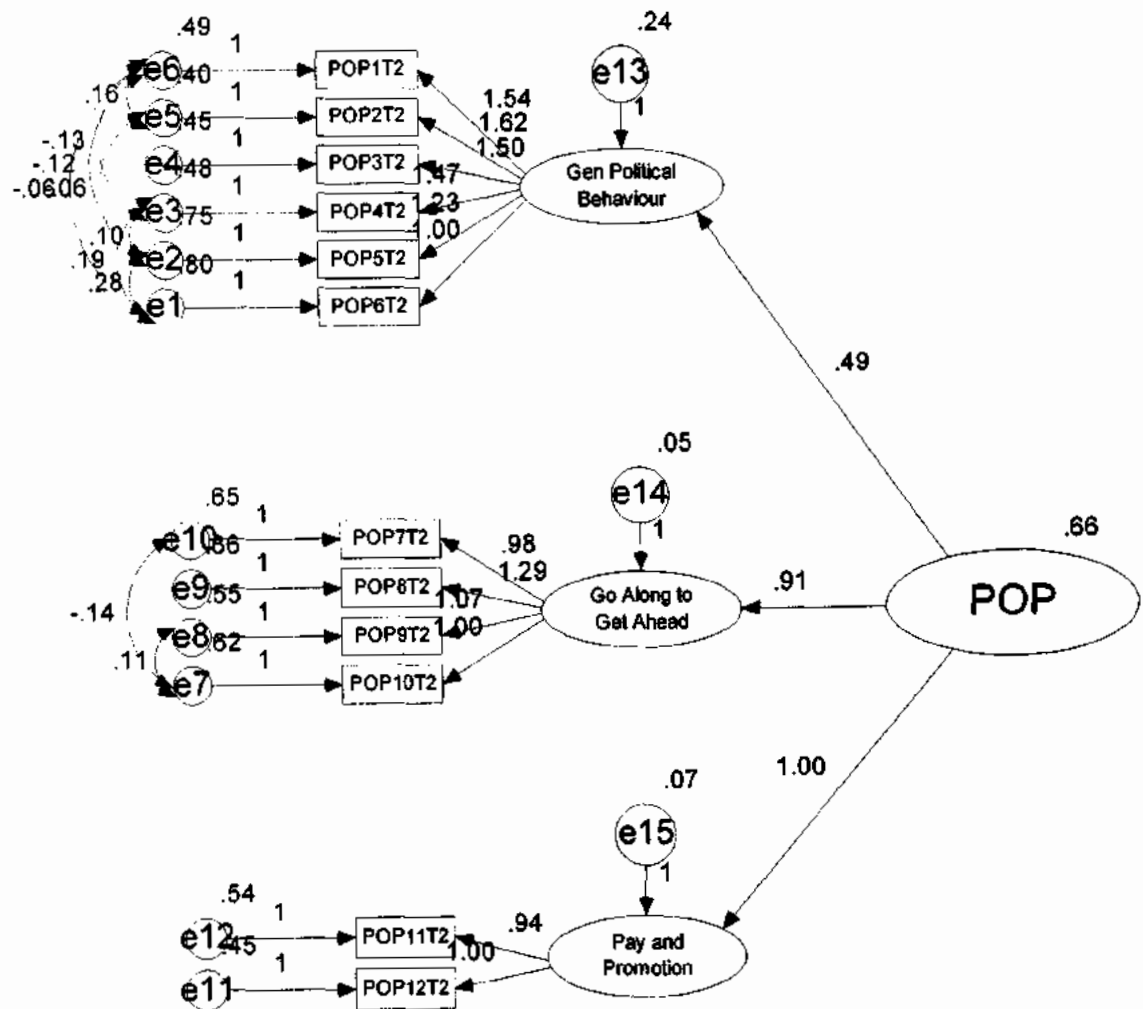 .49
1
e6
POP1T2
.40
.16
1
e5
POP2T2
.45
1
-.13
e4
POP3T2
.48
-.12
1
-.06
.06
e3
POP4T2
.75
1
.10
e2
POP5T2
.80
.19
1
.28
e1
POP6T2
1.54
1.62
1.50
.47
1.23
1.00
.24
e13
1
Gen Political
Behaviour
.49
.65
1
e10
POP7T2
1
e9
POP8T2
.55
1
-.14
e8
POP9T2
.62
1
.11
e7
POP10T2
.98
1.29
1.07
1.00
.05
e14
1
Go Along to
Get Ahead
.91
.66
POP
1.00
.54
1
e12
POP11T2
.45
1
e11
POP12T2
.94
1.00
.07
e15
1
Pay and
Promotion